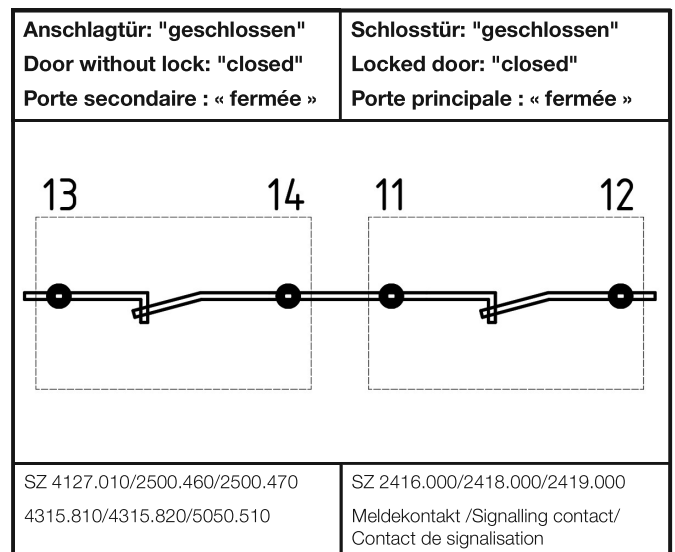 Anschlagtür: "geschlossen"
Door without lock: "closed"
Porte secondaire : « fermée »
Schlosstür: "geschlossen"
Locked door: "closed"
Porte principale : « fermée »
13 14 11 12
SZ 4127.010/2500.460/2500.470
4315.810/4315.820/5050.510
SZ 2416.000/2418.000/2419.000
Meldekontakt /Signalling contact/
Contact de signalisation